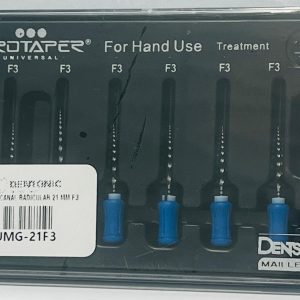 ROTAPER®
UNIVERSAL
For Hand Use
Treatment
F3 F3 F3 F3 F3 F3
DENTONIC
CANAL RADICULAR 21 MM F3
UMG-21F3
DENTS
MAILLE